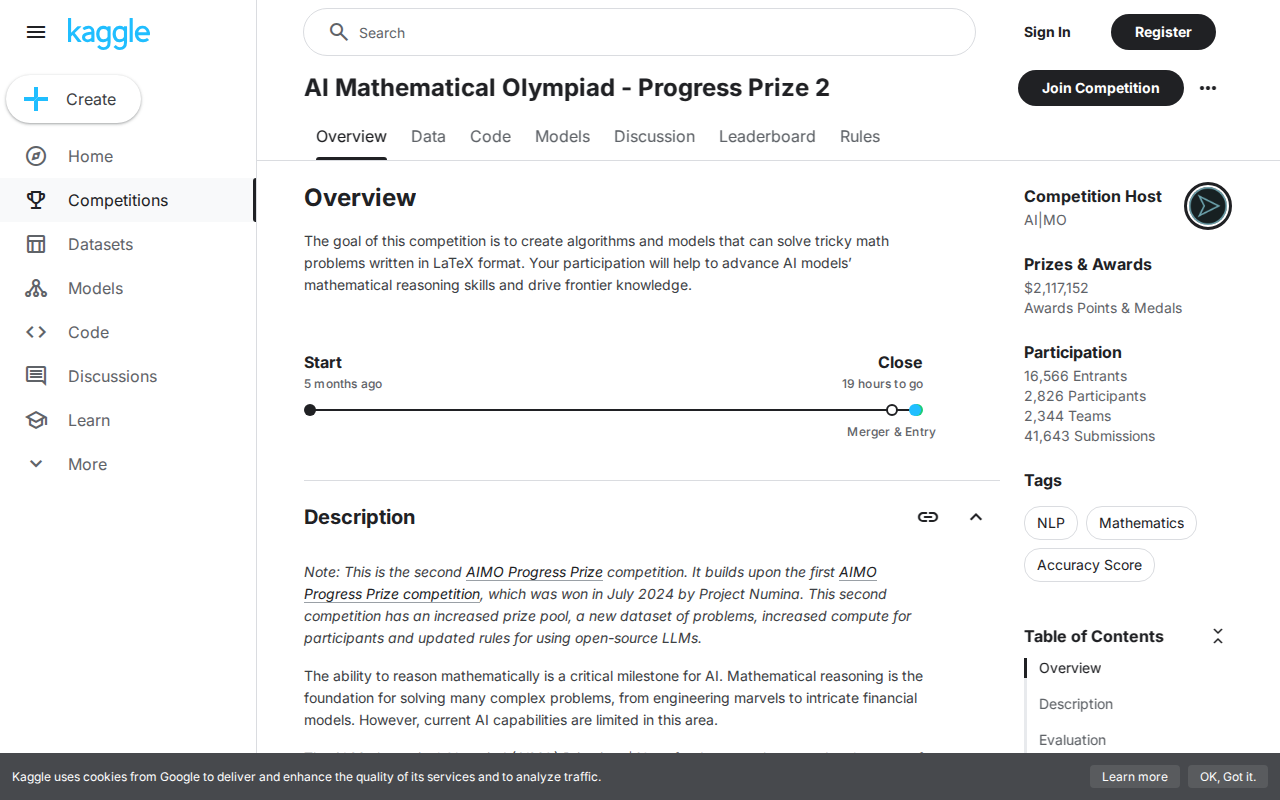 kaggle
Search
Sign In
Register
Create
Home
Competitions
Datasets
Models
Code
Discussions
Learn
More
AI Mathematical Olympiad - Progress Prize 2
Join Competition
Overview Data Code Models Discussion Leaderboard Rules
Overview
The goal of this competition is to create algorithms and models that can solve tricky math
problems written in LaTeX format. Your participation will help to advance AI models’
mathematical reasoning skills and drive frontier knowledge.
Start
5 months ago
Close
19 hours to go
Merger & Entry
Description
Note: This is the second AIMO Progress Prize competition. It builds upon the first AIMO
Progress Prize competition, which was won in July 2024 by Project Numina. This second
competition has an increased prize pool, a new dataset of problems, increased compute for
participants and updated rules for using open-source LLMs.
The ability to reason mathematically is a critical milestone for AI. Mathematical reasoning is the
foundation for solving many complex problems, from engineering marvels to intricate financial
models. However, current AI capabilities are limited in this area.
Competition Host
AI|MO
Prizes & Awards
$2,117,152
Awards Points & Medals
Participation
16,566 Entrants
2,826 Participants
2,344 Teams
41,643 Submissions
Tags
NLP
Mathematics
Accuracy Score
Table of Contents
Overview
Description
Evaluation
Kaggle uses cookies from Google to deliver and enhance the quality of its services and to analyze traffic.
Learn more
OK, Got it.